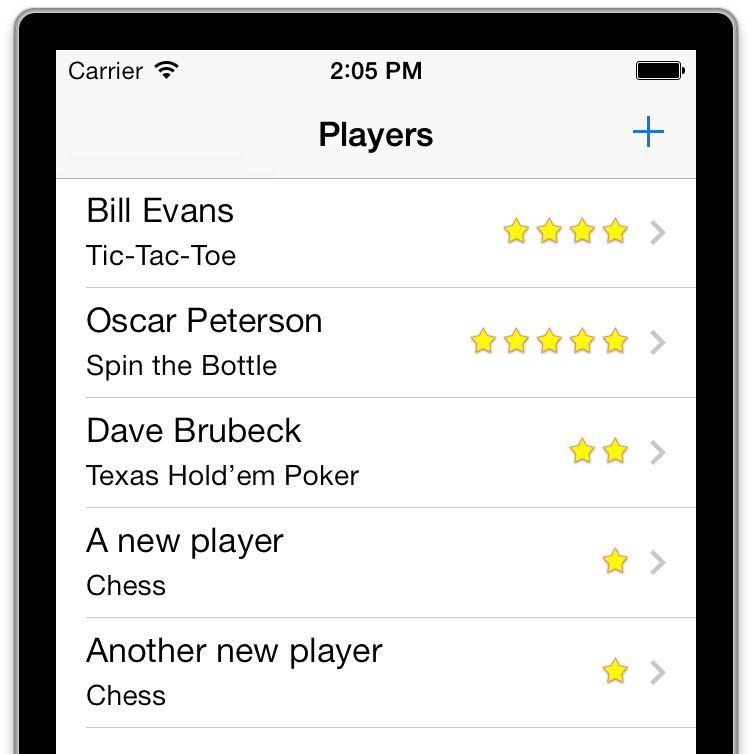 Carrier 2:05 PM
Players
Bill Evans
Tic-Tac-Toe
Oscar Peterson
Spin the Bottle
Dave Brubeck
Texas Hold’em Poker
A new player
Chess
Another new player
Chess